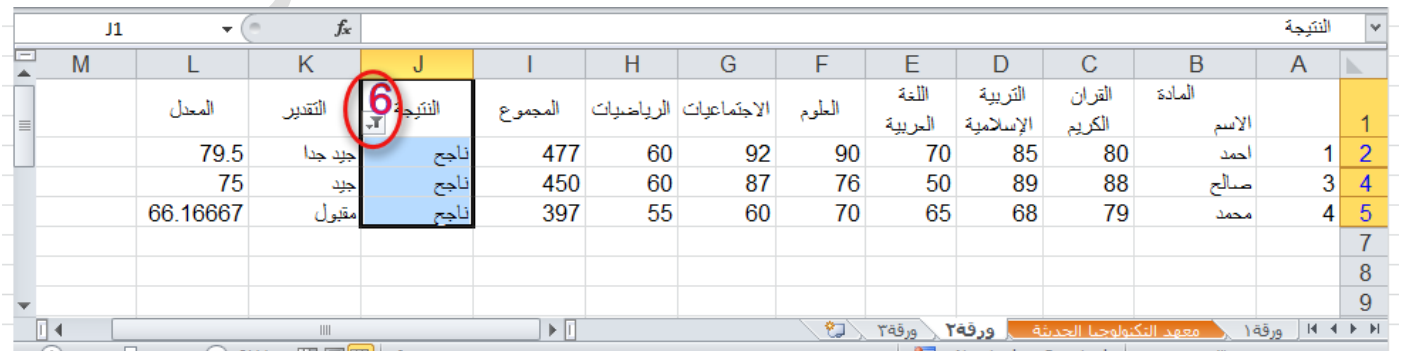 J1 fx النتيجة
A B C D E F G H I J K L M
1 المادة الاسم القران الكريم التربية الإسلامية اللغة العربية العلوم الاجتماعيات الرياضيات المجموع النتيجة 6 التقدير المعدل
2 1 احمد 80 85 70 90 92 60 477 ناجح جيد جدا 79.5
4 3 صالح 88 89 50 76 87 60 450 ناجح جيد 75
5 4 محمد 79 68 65 70 60 55 397 ناجح مقبول 66.16667
7
8
9
ورقة١ معهد التكنولوجيا الحديثة ورقة٢ ورقة٣